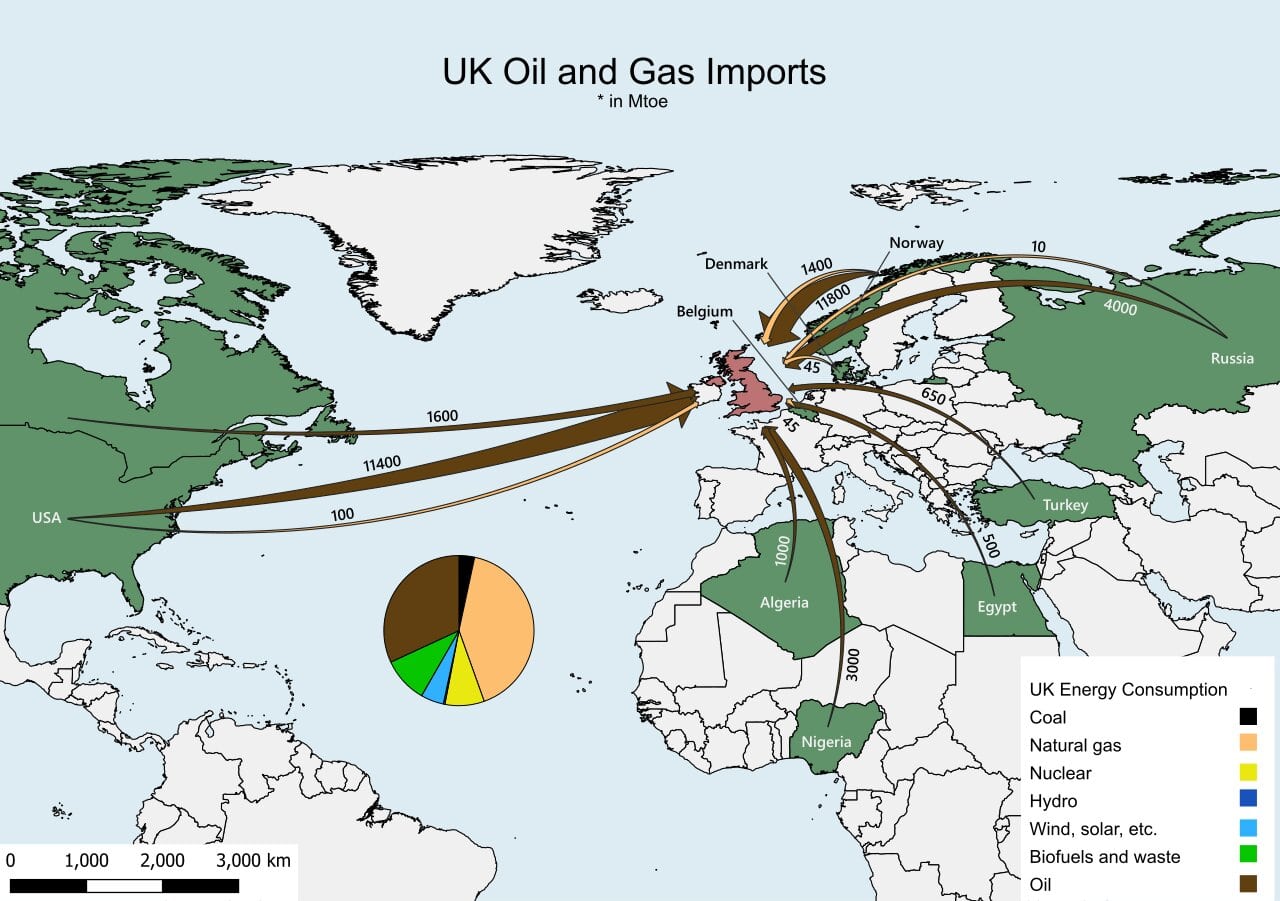 UK Oil and Gas Imports
* in Mtoe
Norway
10
Denmark
1400
11800
4000
Belgium
Russia
45
650
1600
45
11400
USA
100
Turkey
1000
500
Algeria
Egypt
3000
Nigeria
UK Energy Consumption
Coal
Natural gas
Nuclear
Hydro
Wind, solar, etc.
Biofuels and waste
Oil
0 1,000 2,000 3,000 km